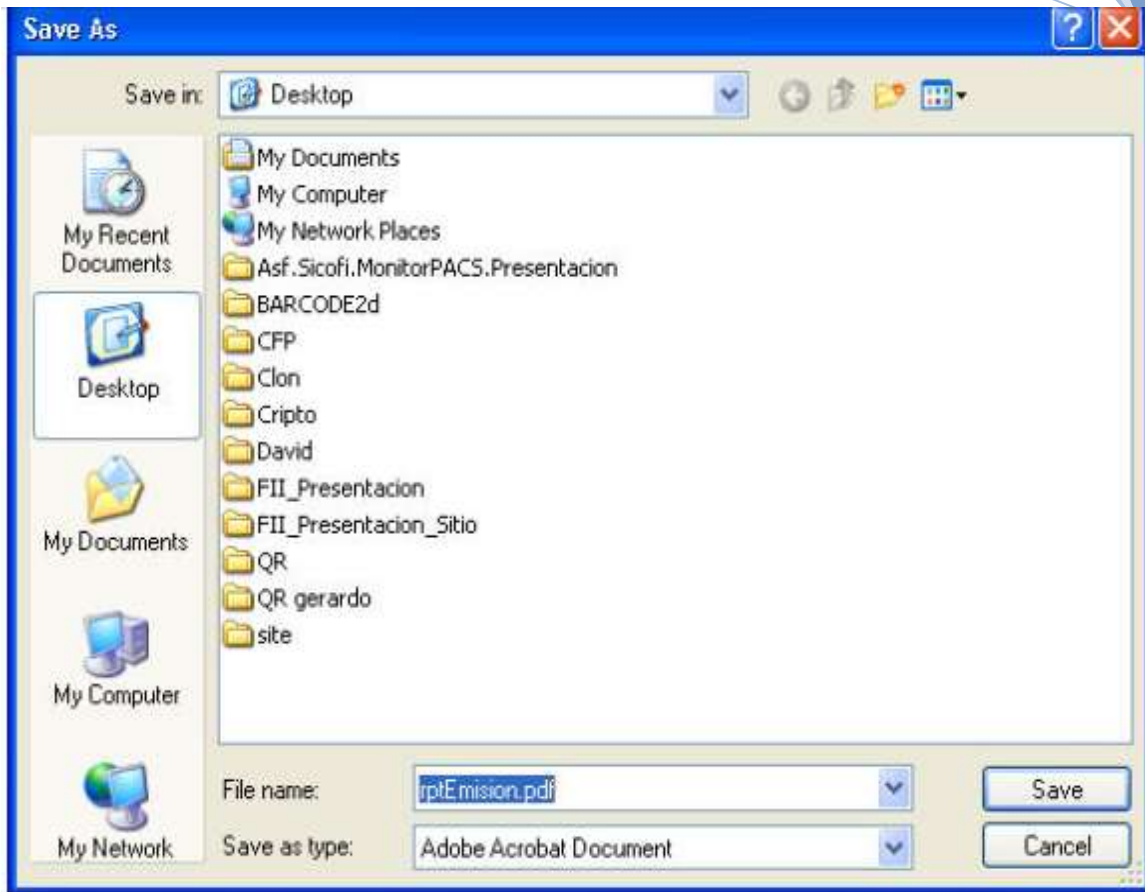 Save As
Save in: Desktop
My Recent
Documents
Desktop
My Documents
My Computer
My Network
My Documents
My Computer
My Network Places
Asf.Sicofi.MonitorPACS.Presentacion
BARCODE2d
CFP
Clon
Cripto
David
FII_Presentacion
FII_Presentacion_Sitio
QR
QR gerardo
site
File name: rptEmision.pdf Save
Save as type: Adobe Acrobat Document Cancel